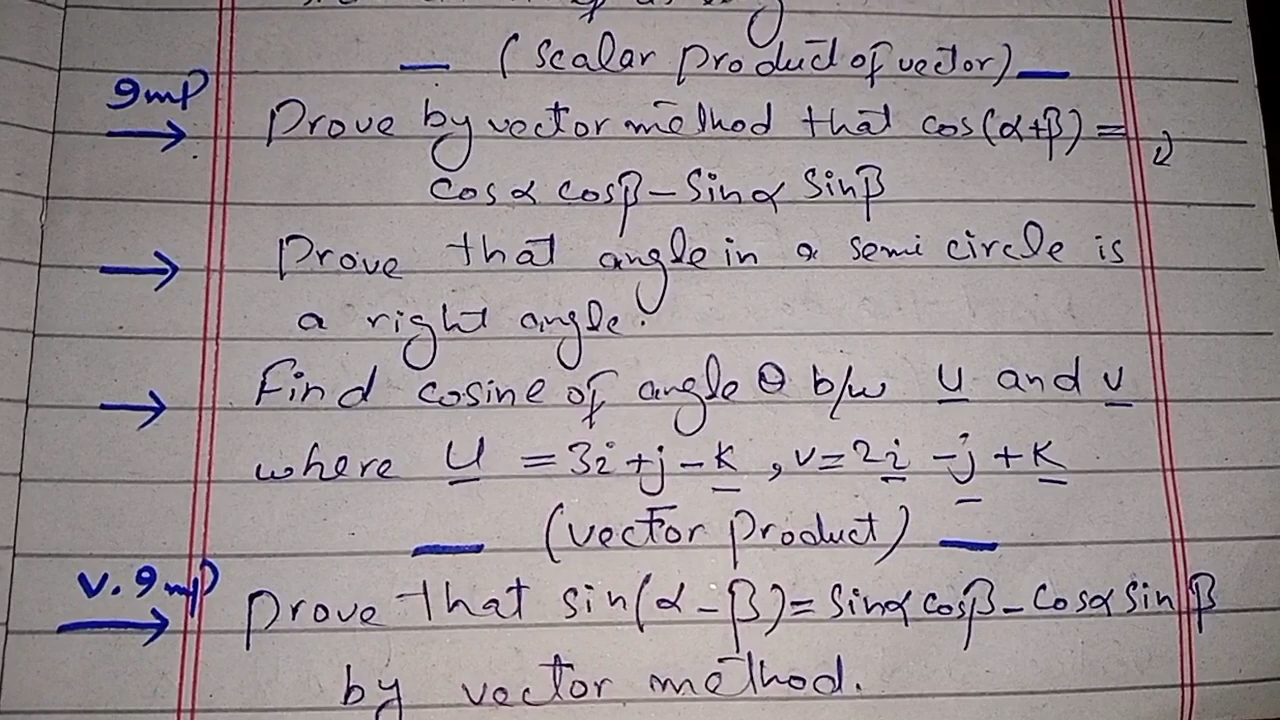 (Scalar Product of vector)
9mp
Prove by vector method that cos(α+β) =
cosα cosβ - Sinα Sinβ
Prove that angle in a semi circle is
a right angle.
Find cosine of angle θ b/w U and v
where U = 3i + j - k , v = 2i - j + k
(vector product)
V. 9mp
Prove that sin(α - β) = Sinα cosβ - Cosα Sinβ
by vector method.